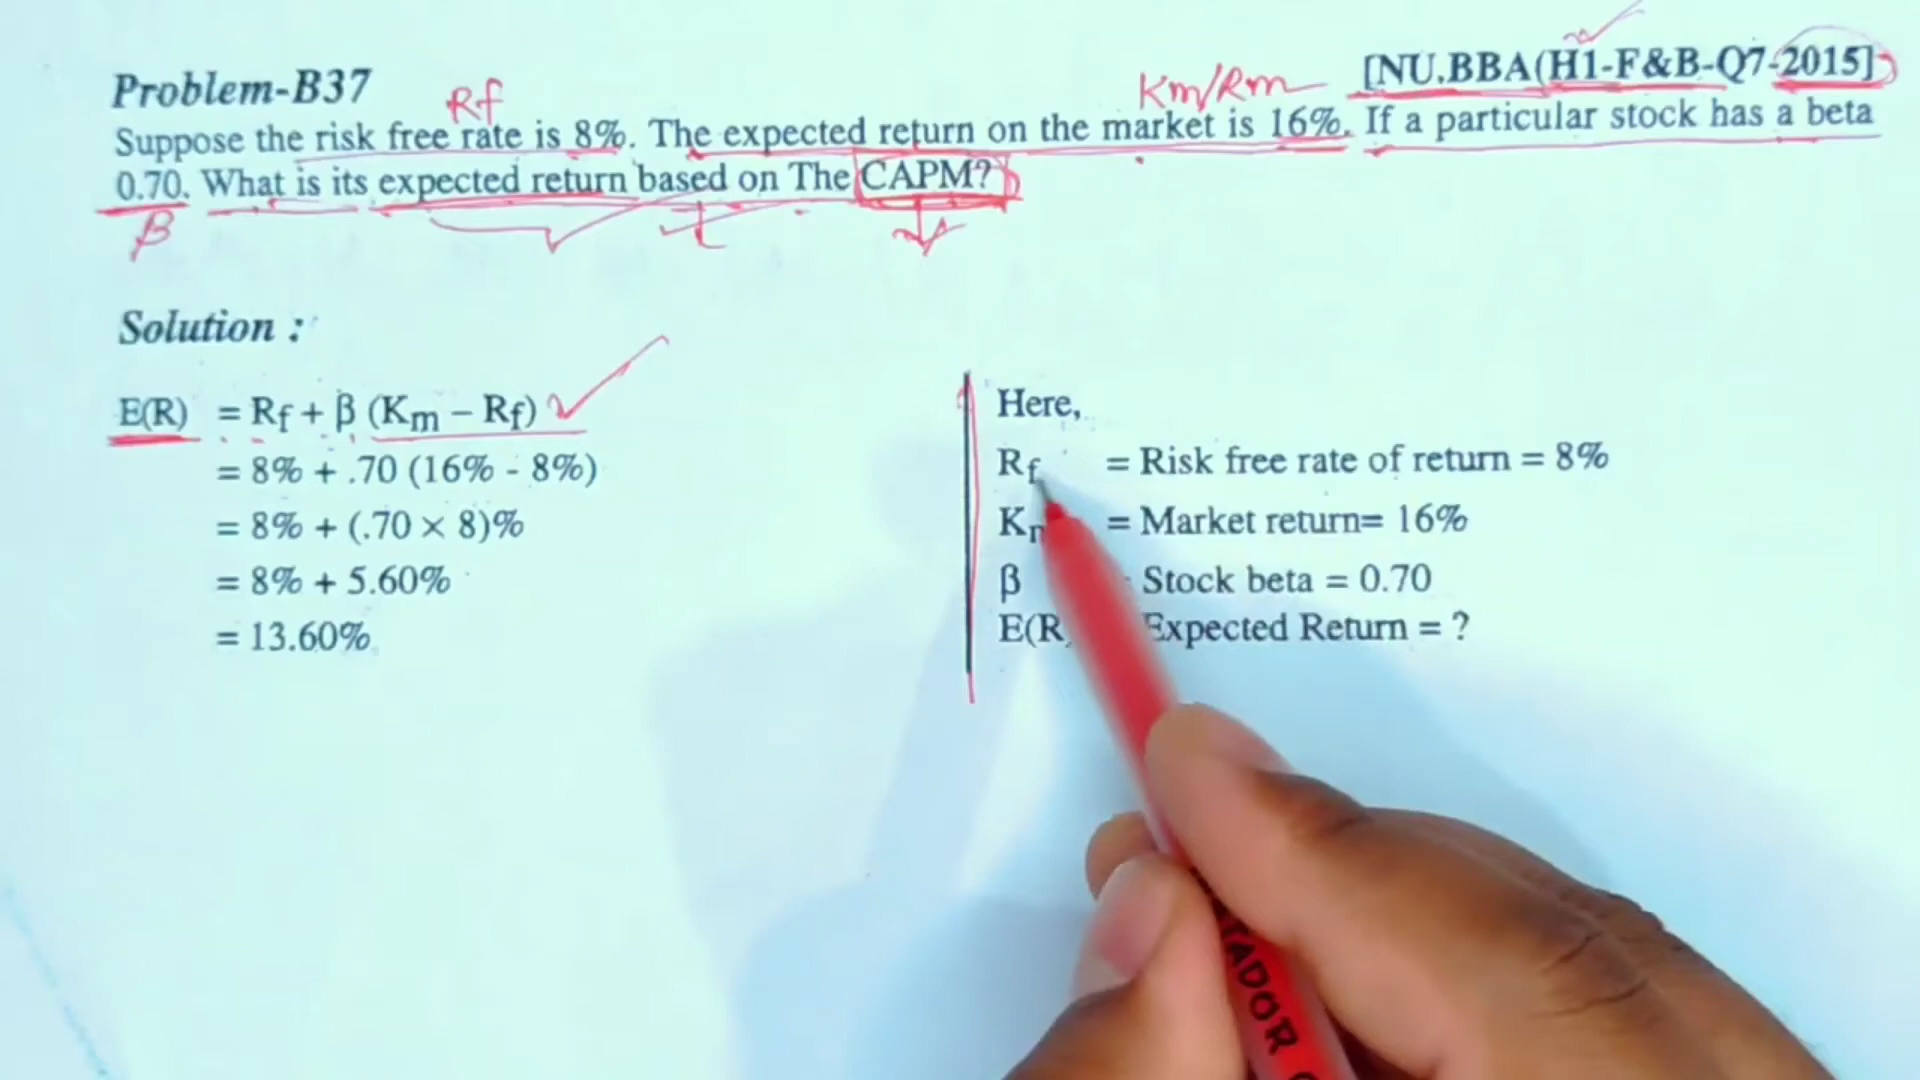 Problem-B37
Rf
Km/Rm
[NU.BBA(H1-F&B-Q7-2015]
Suppose the risk free rate is 8%. The expected return on the market is 16%. If a particular stock has a beta
0.70. What is its expected return based on The CAPM?
β
Solution :
E(R) = Rf + β (Km – Rf)
= 8% + .70 (16% - 8%)
= 8% + (.70 × 8)%
= 8% + 5.60%
= 13.60%
Here,
Rf = Risk free rate of return = 8%
= Market return= 16%
β Stock beta = 0.70
E(R Expected Return = ?